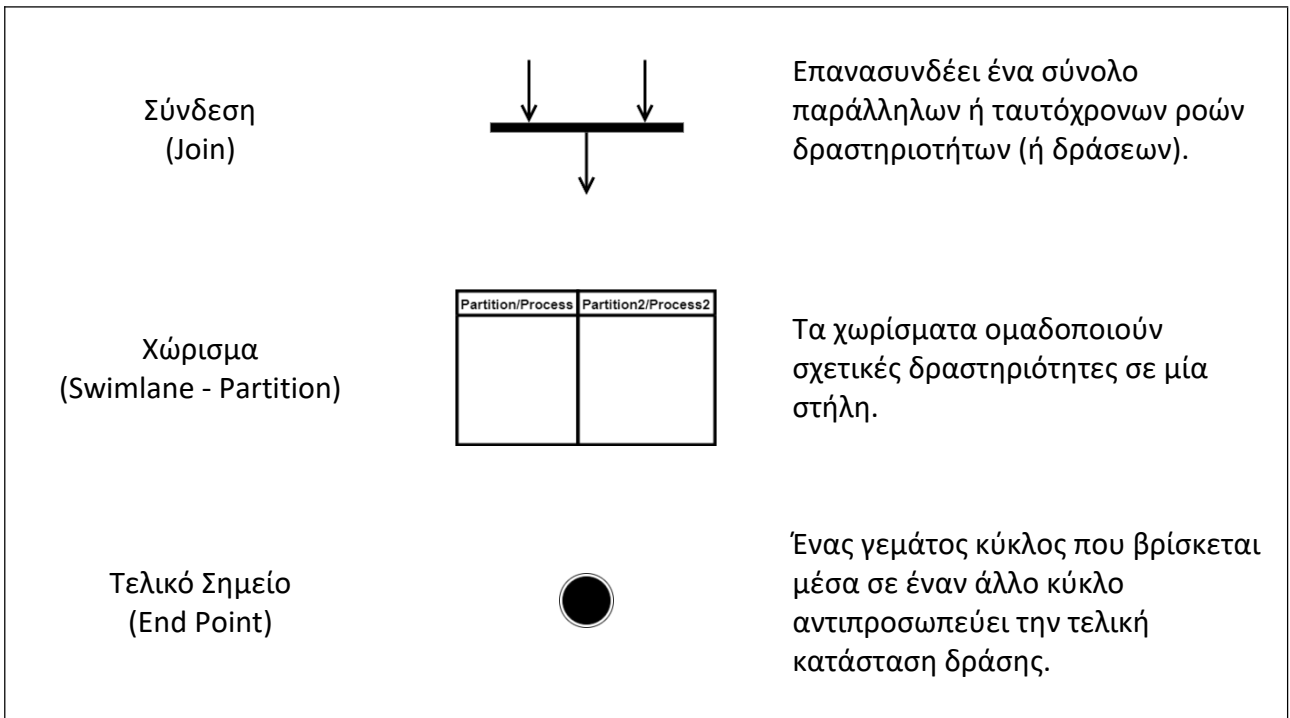 Σύνδεση
(Join)
Επανασυνδέει ένα σύνολο
παράλληλων ή ταυτόχρονων ροών
δραστηριοτήτων (ή δράσεων).
Χώρισμα
(Swimlane - Partition)
Partition/Process Partition2/Process2
Τα χωρίσματα ομαδοποιούν
σχετικές δραστηριότητες σε μία
στήλη.
Τελικό Σημείο
(End Point)
Ένας γεμάτος κύκλος που βρίσκεται
μέσα σε έναν άλλο κύκλο
αντιπροσωπεύει την τελική
κατάσταση δράσης.